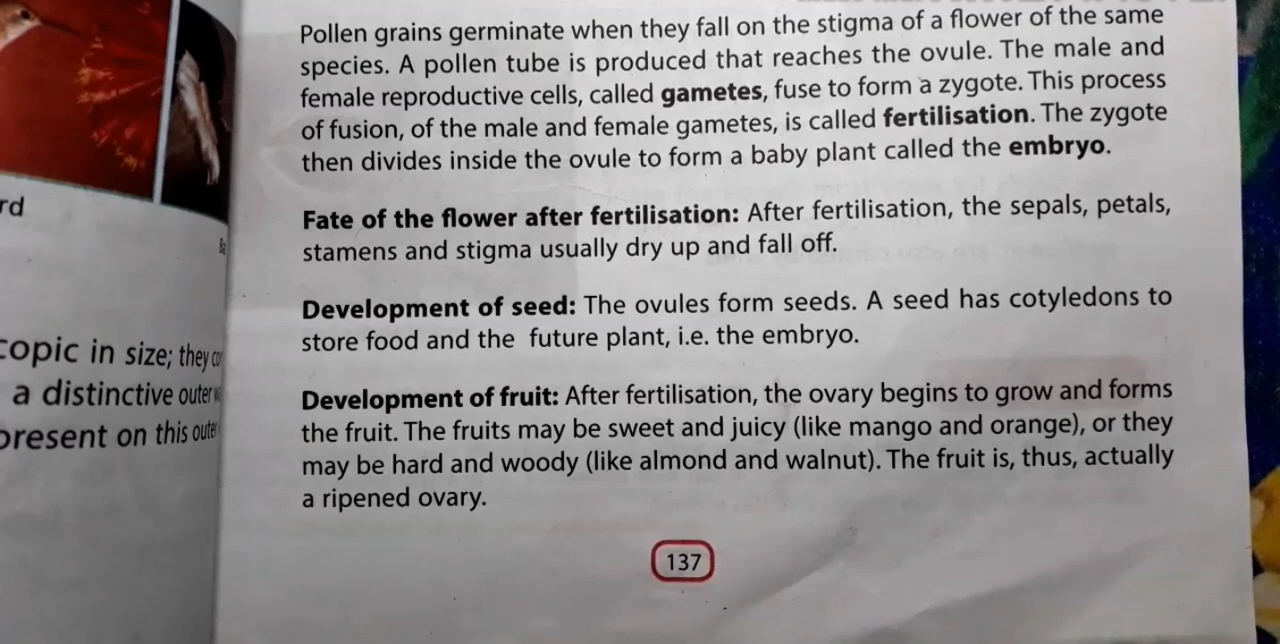 rd
copic in size; they
a distinctive outer
present on this outer
Pollen grains germinate when they fall on the stigma of a flower of the same
species. A pollen tube is produced that reaches the ovule. The male and
female reproductive cells, called gametes, fuse to form a zygote. This process
of fusion, of the male and female gametes, is called fertilisation. The zygote
then divides inside the ovule to form a baby plant called the embryo.
Fate of the flower after fertilisation: After fertilisation, the sepals, petals,
stamens and stigma usually dry up and fall off.
Development of seed: The ovules form seeds. A seed has cotyledons to
store food and the future plant, i.e. the embryo.
Development of fruit: After fertilisation, the ovary begins to grow and forms
the fruit. The fruits may be sweet and juicy (like mango and orange), or they
may be hard and woody (like almond and walnut). The fruit is, thus, actually
a ripened ovary.
137